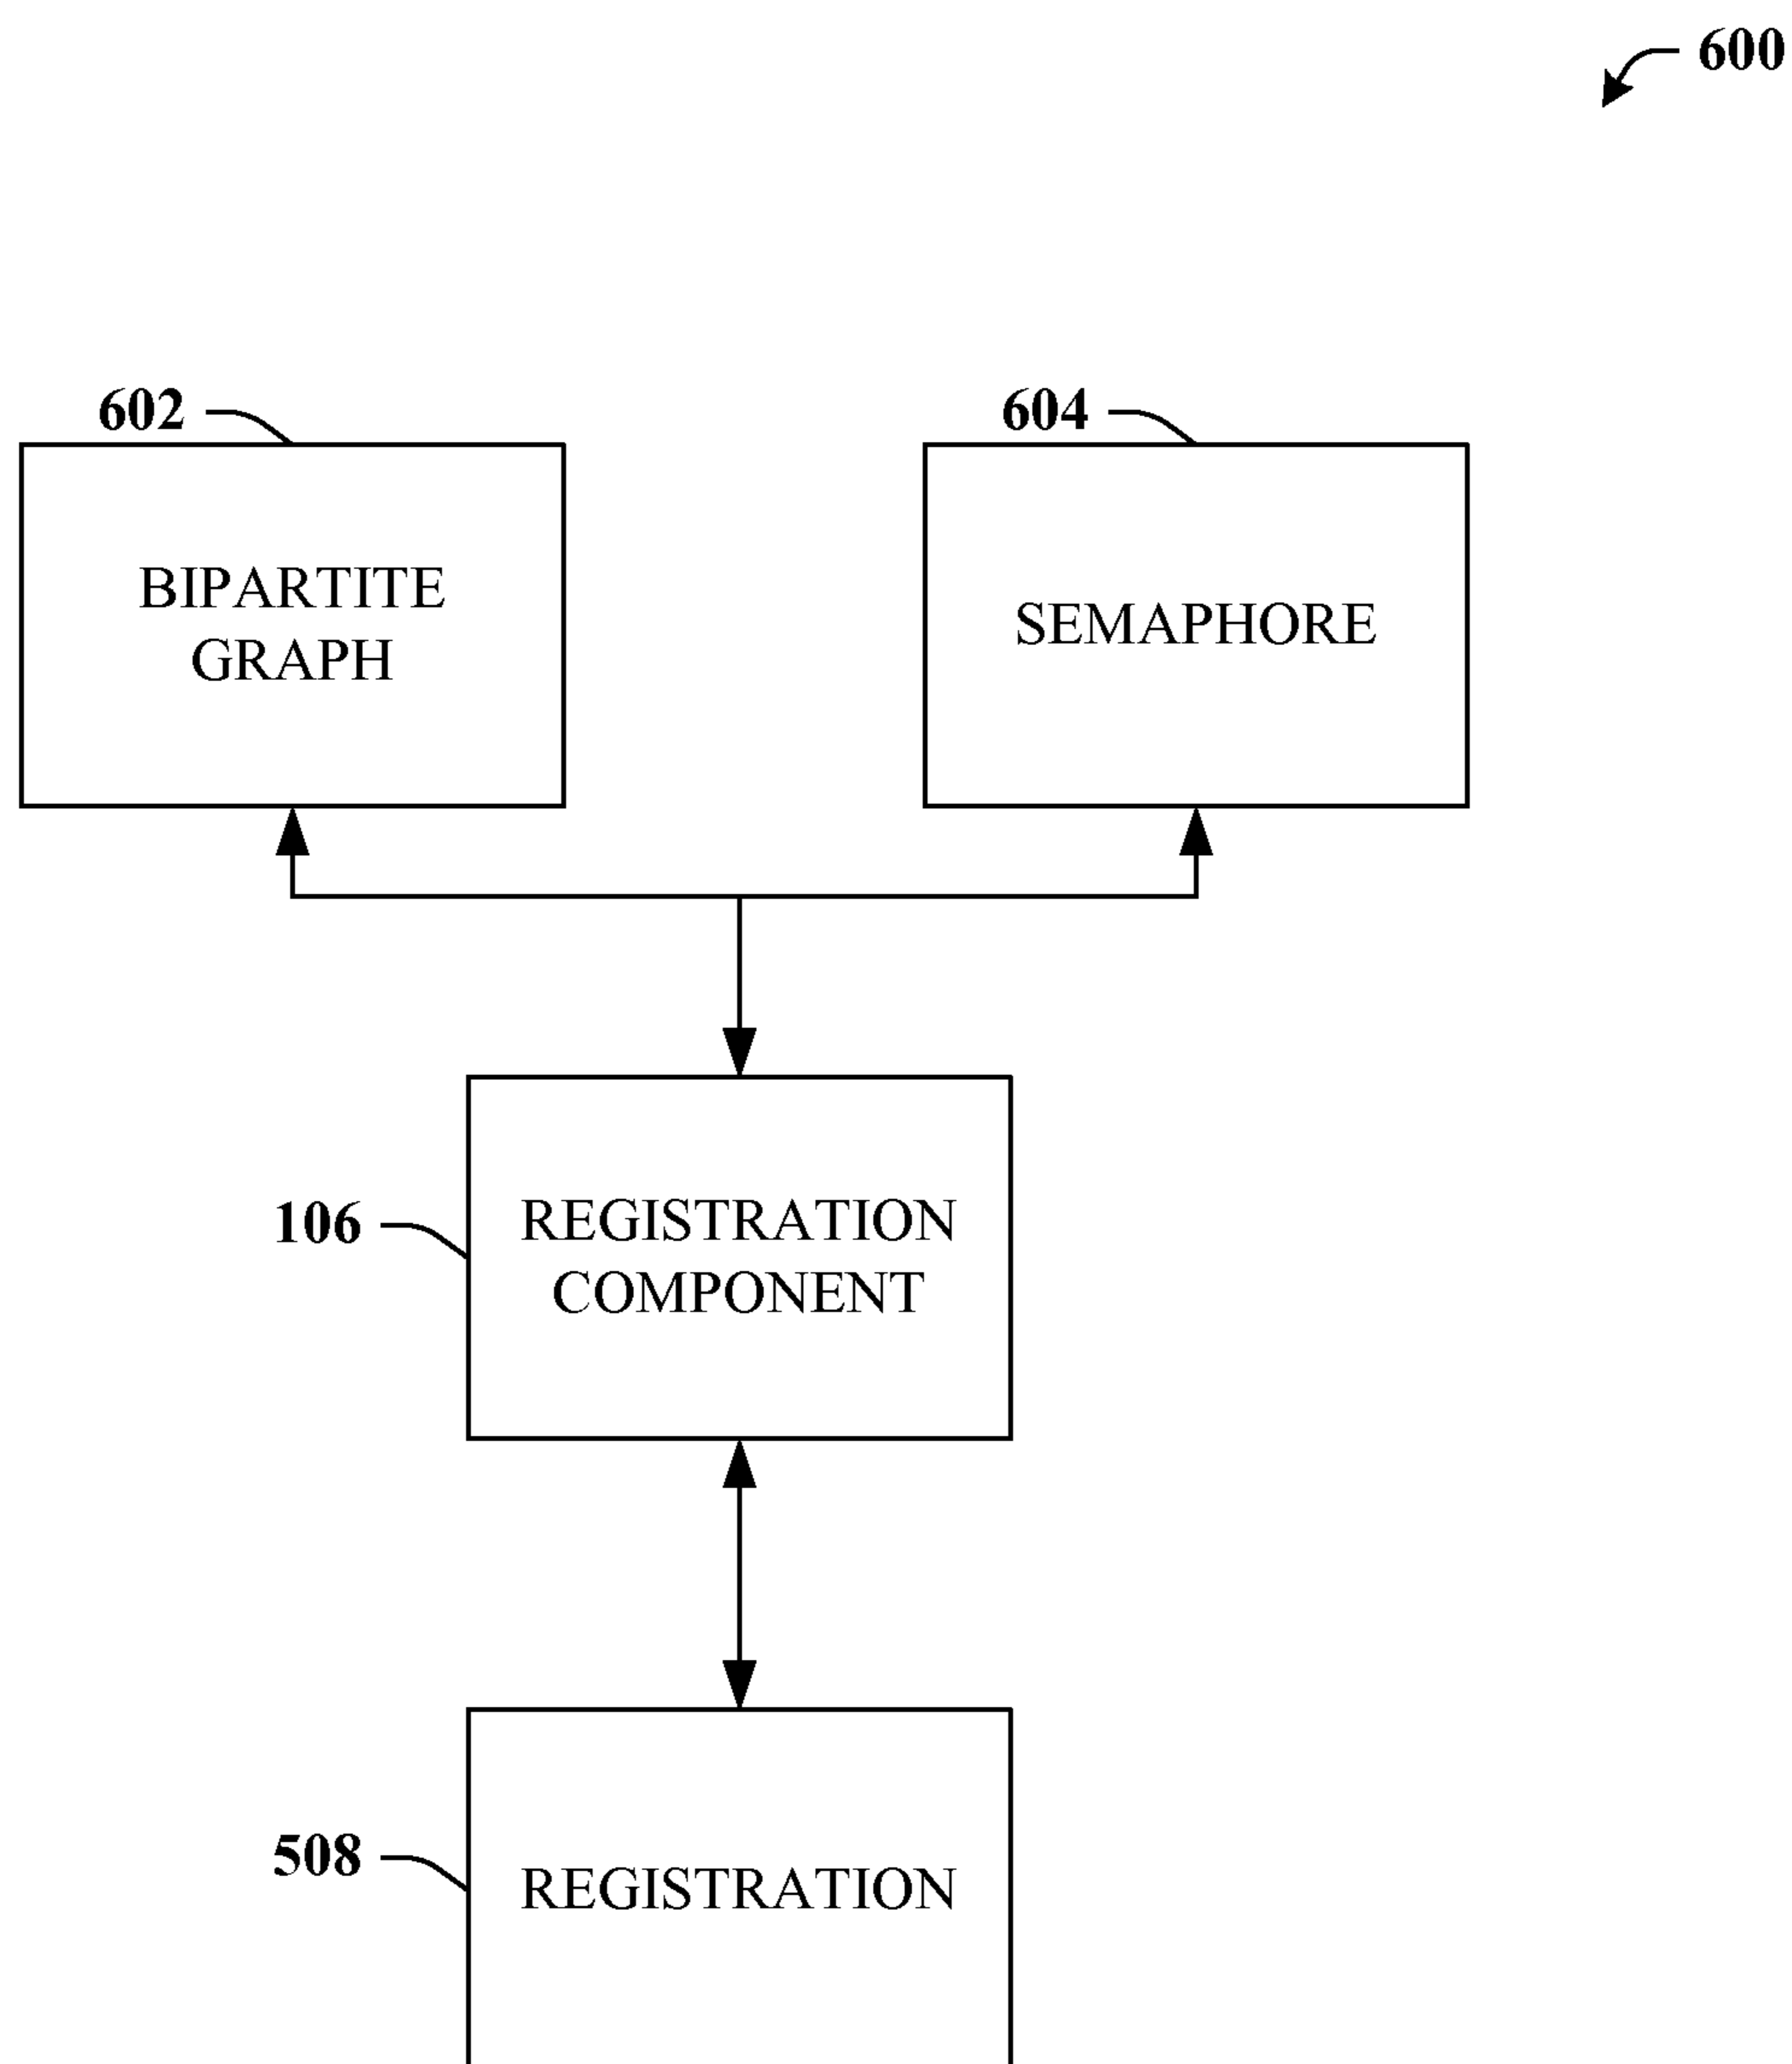 600
602
604
BIPARTITE
GRAPH
SEMAPHORE
106
REGISTRATION
COMPONENT
508
REGISTRATION